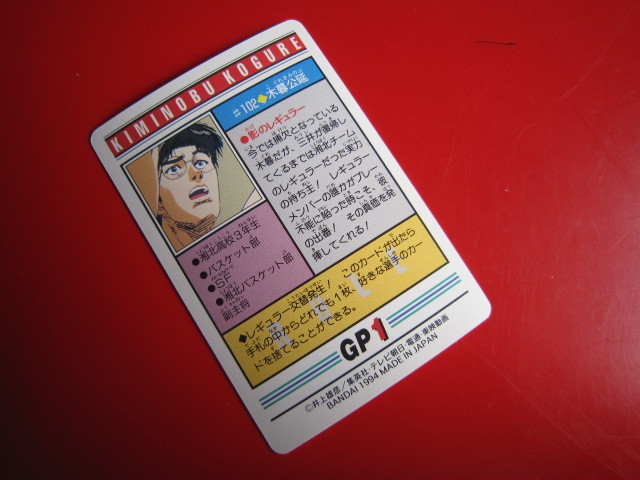 KIMINOBU KOGURE
#102◆木暮公延
●影のレギュラー
今では補欠となっている
木暮だが、三井が復帰し
てくるまでは湘北チーム
のレギュラーだった実力
の持ち主! レギュラー
メンバーの誰かがプレー
不能に陥った時こそ、彼
の出番! その真価を発
揮してくれる!
●湘北高校3年生
●バスケット部
●SF
●湘北バスケット部
副主将
◆レギュラー交替発生! このカードが出たら
手札の中からどれでも1枚、好きな選手のカー
ドを捨てることができる。
GP1
©井上雄彦/集英社・テレビ朝日・電通・東映動画
BANDAI 1994 MADE IN JAPAN